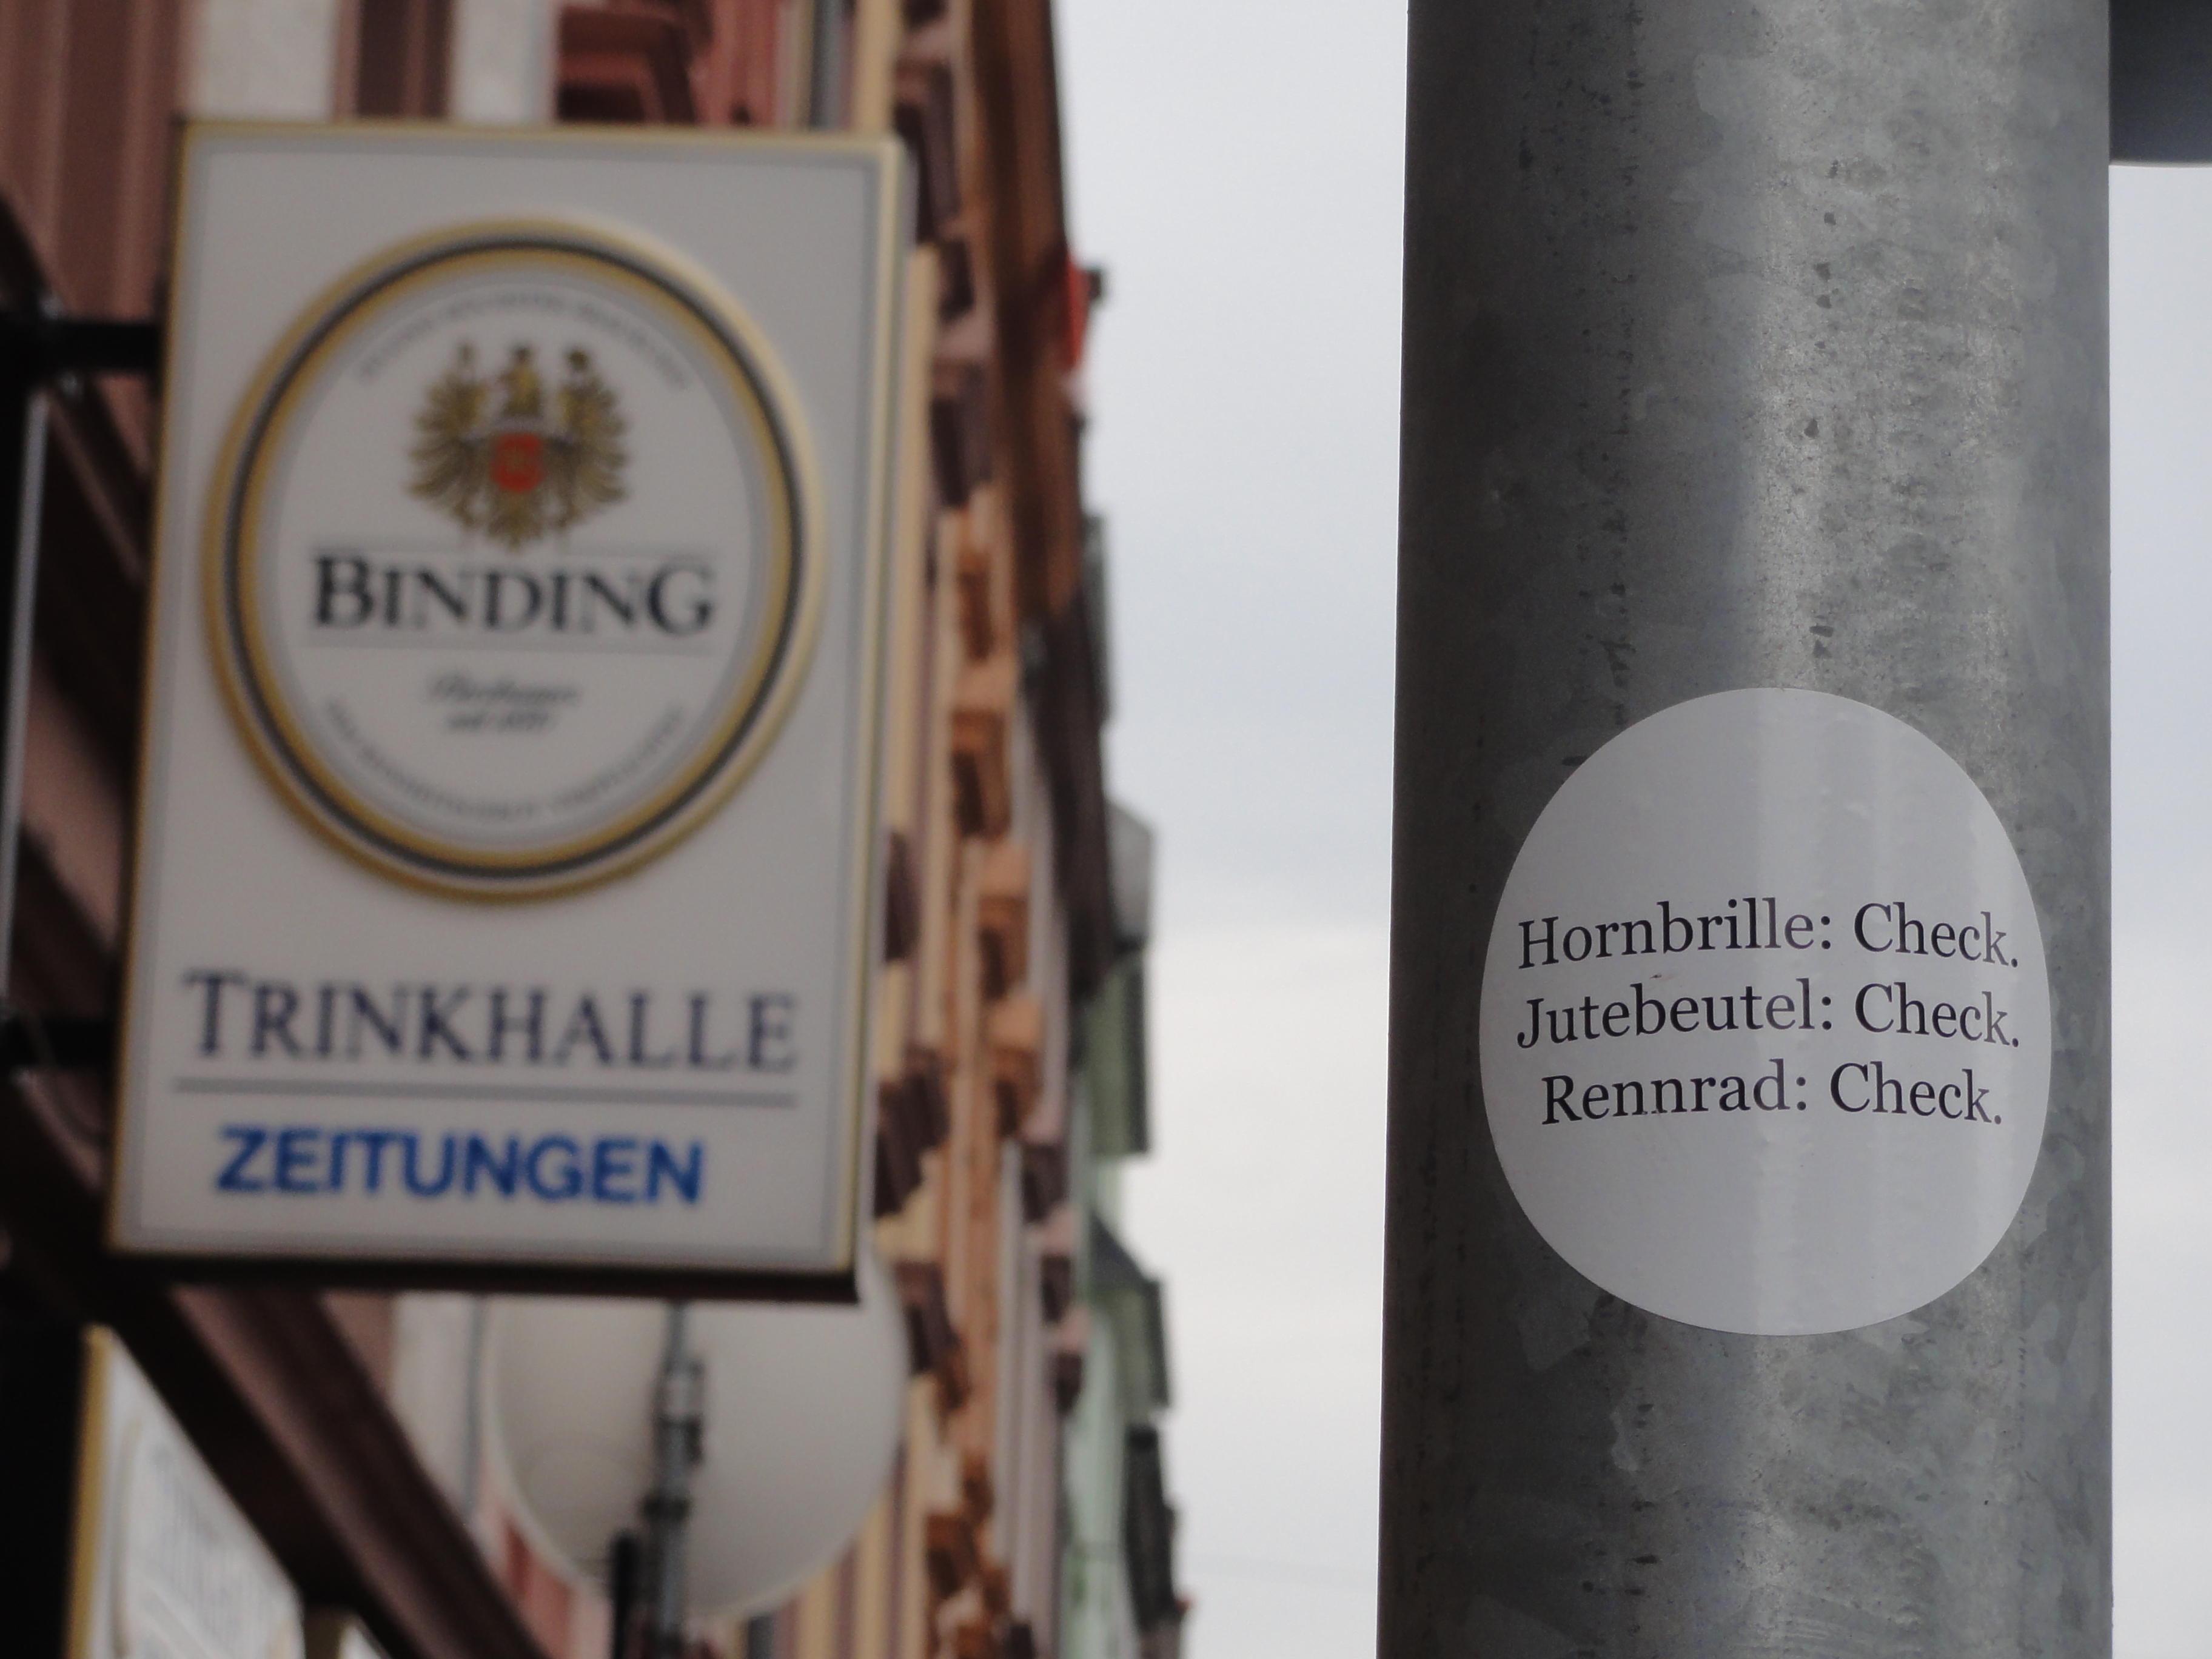 BINDING
TRINKHALLE
ZEITUNGEN
Hornbrille: Check.
Jutebeutel: Check.
Rennrad: Check.